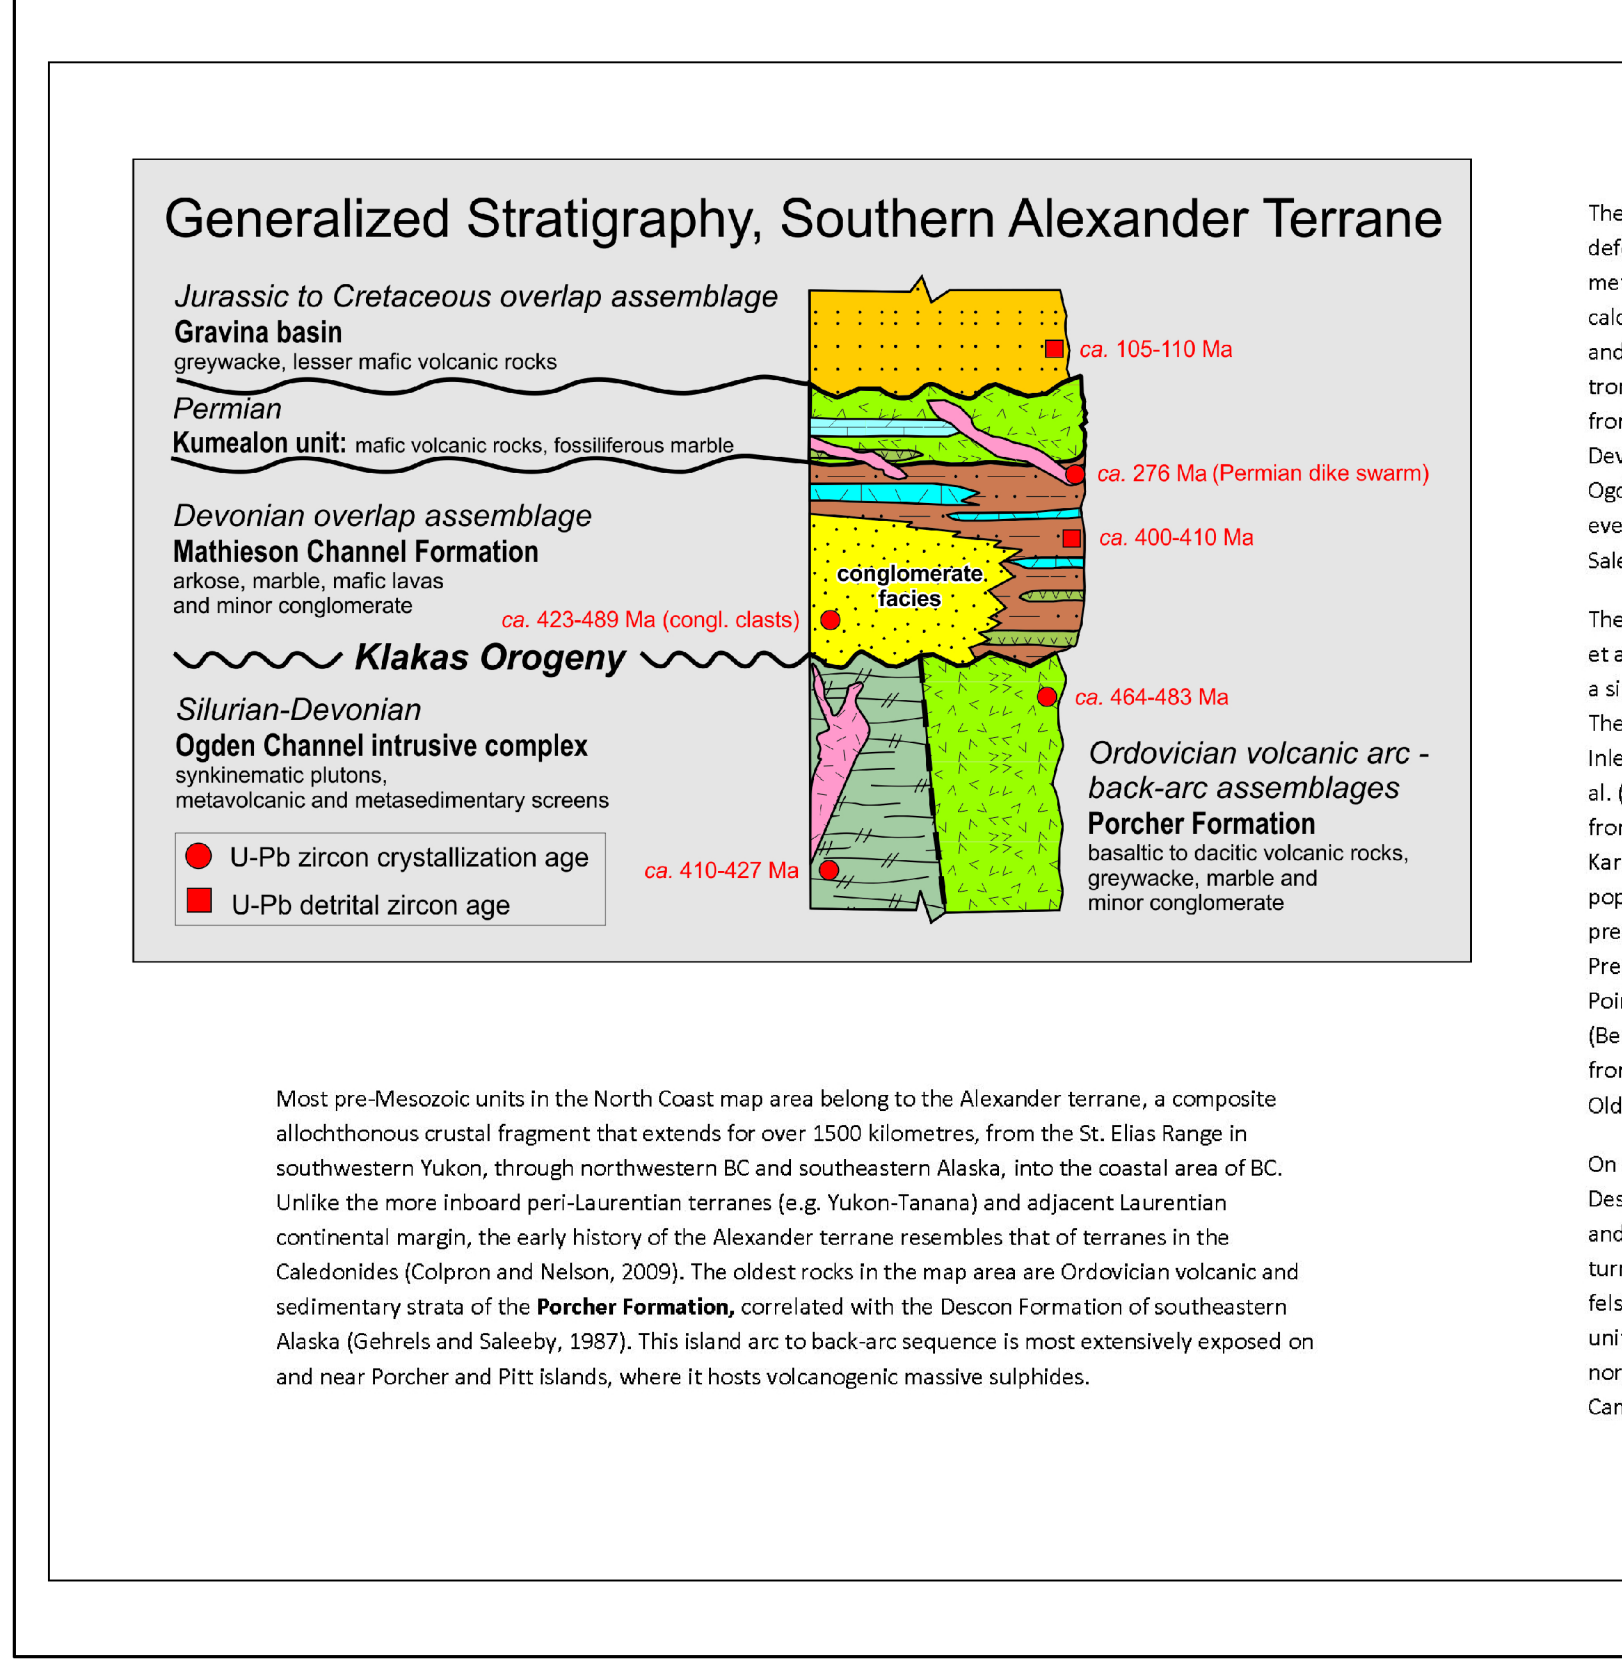 Generalized Stratigraphy, Southern Alexander Terrane
Jurassic to Cretaceous overlap assemblage
Gravina basin
greywacke, lesser mafic volcanic rocks
ca. 105-110 Ma
Permian
Kumealon unit: mafic volcanic rocks, fossiliferous marble
ca. 276 Ma (Permian dike swarm)
Devonian overlap assemblage
Mathieson Channel Formation
arkose, marble, mafic lavas
and minor conglomerate
ca. 400-410 Ma
conglomerate
facies
ca. 423-489 Ma (congl. clasts)
Klakas Orogeny
Silurian-Devonian
Ogden Channel intrusive complex
synkinematic plutons,
metavolcanic and metasedimentary screens
ca. 464-483 Ma
Ordovician volcanic arc -
back-arc assemblages
Porcher Formation
basaltic to dacitic volcanic rocks,
greywacke, marble and
minor conglomerate
ca. 410-427 Ma
U-Pb zircon crystallization age
U-Pb detrital zircon age
Most pre-Mesozoic units in the North Coast map area belong to the Alexander terrane, a composite
allochthonous crustal fragment that extends for over 1500 kilometres, from the St. Elias Range in
southwestern Yukon, through northwestern BC and southeastern Alaska, into the coastal area of BC.
Unlike the more inboard peri-Laurentian terranes (e.g. Yukon-Tanana) and adjacent Laurentian
continental margin, the early history of the Alexander terrane resembles that of terranes in the
Caledonides (Colpron and Nelson, 2009). The oldest rocks in the map area are Ordovician volcanic and
sedimentary strata of the Porcher Formation, correlated with the Descon Formation of southeastern
Alaska (Gehrels and Saleeby, 1987). This island arc to back-arc sequence is most extensively exposed on
and near Porcher and Pitt islands, where it hosts volcanogenic massive sulphides.
The
and
et a
a si
The
al. (
(Be
On
and